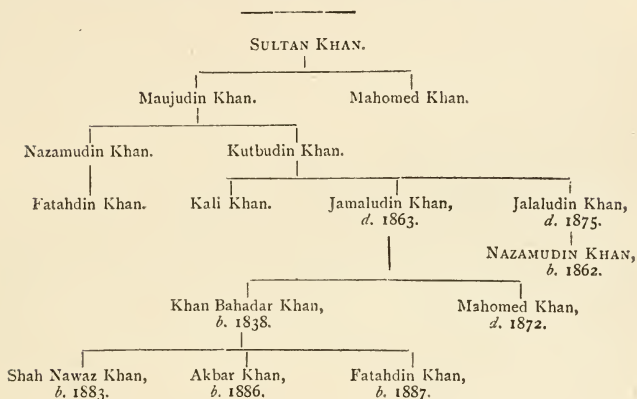 SULTAN KHAN.
Maujudin Khan. Mahomed Khan.
Nazamudin Khan. Kutbudin Khan.
Fatahdin Khan. Kali Khan. Jamaludin Khan, Jalaludin Khan,
d. 1863. d. 1875.
NAZAMUDIN KHAN,
b. 1862.
Khan Bahadar Khan, Mahomed Khan,
b. 1838. d. 1872.
Shah Nawaz Khan, Akbar Khan, Fatahdin Khan,
b. 1883. b. 1886. b. 1887.